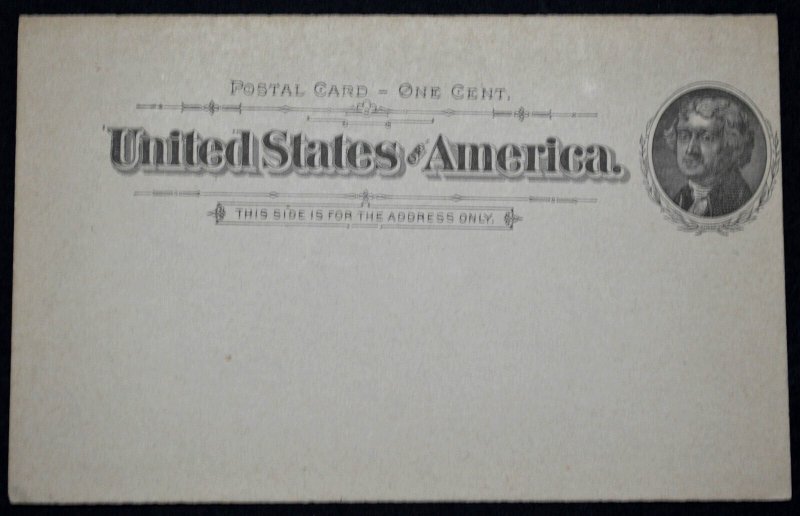 POSTAL CARD - ONE CENT.
United States of America.
THIS SIDE IS FOR THE ADDRESS ONLY.